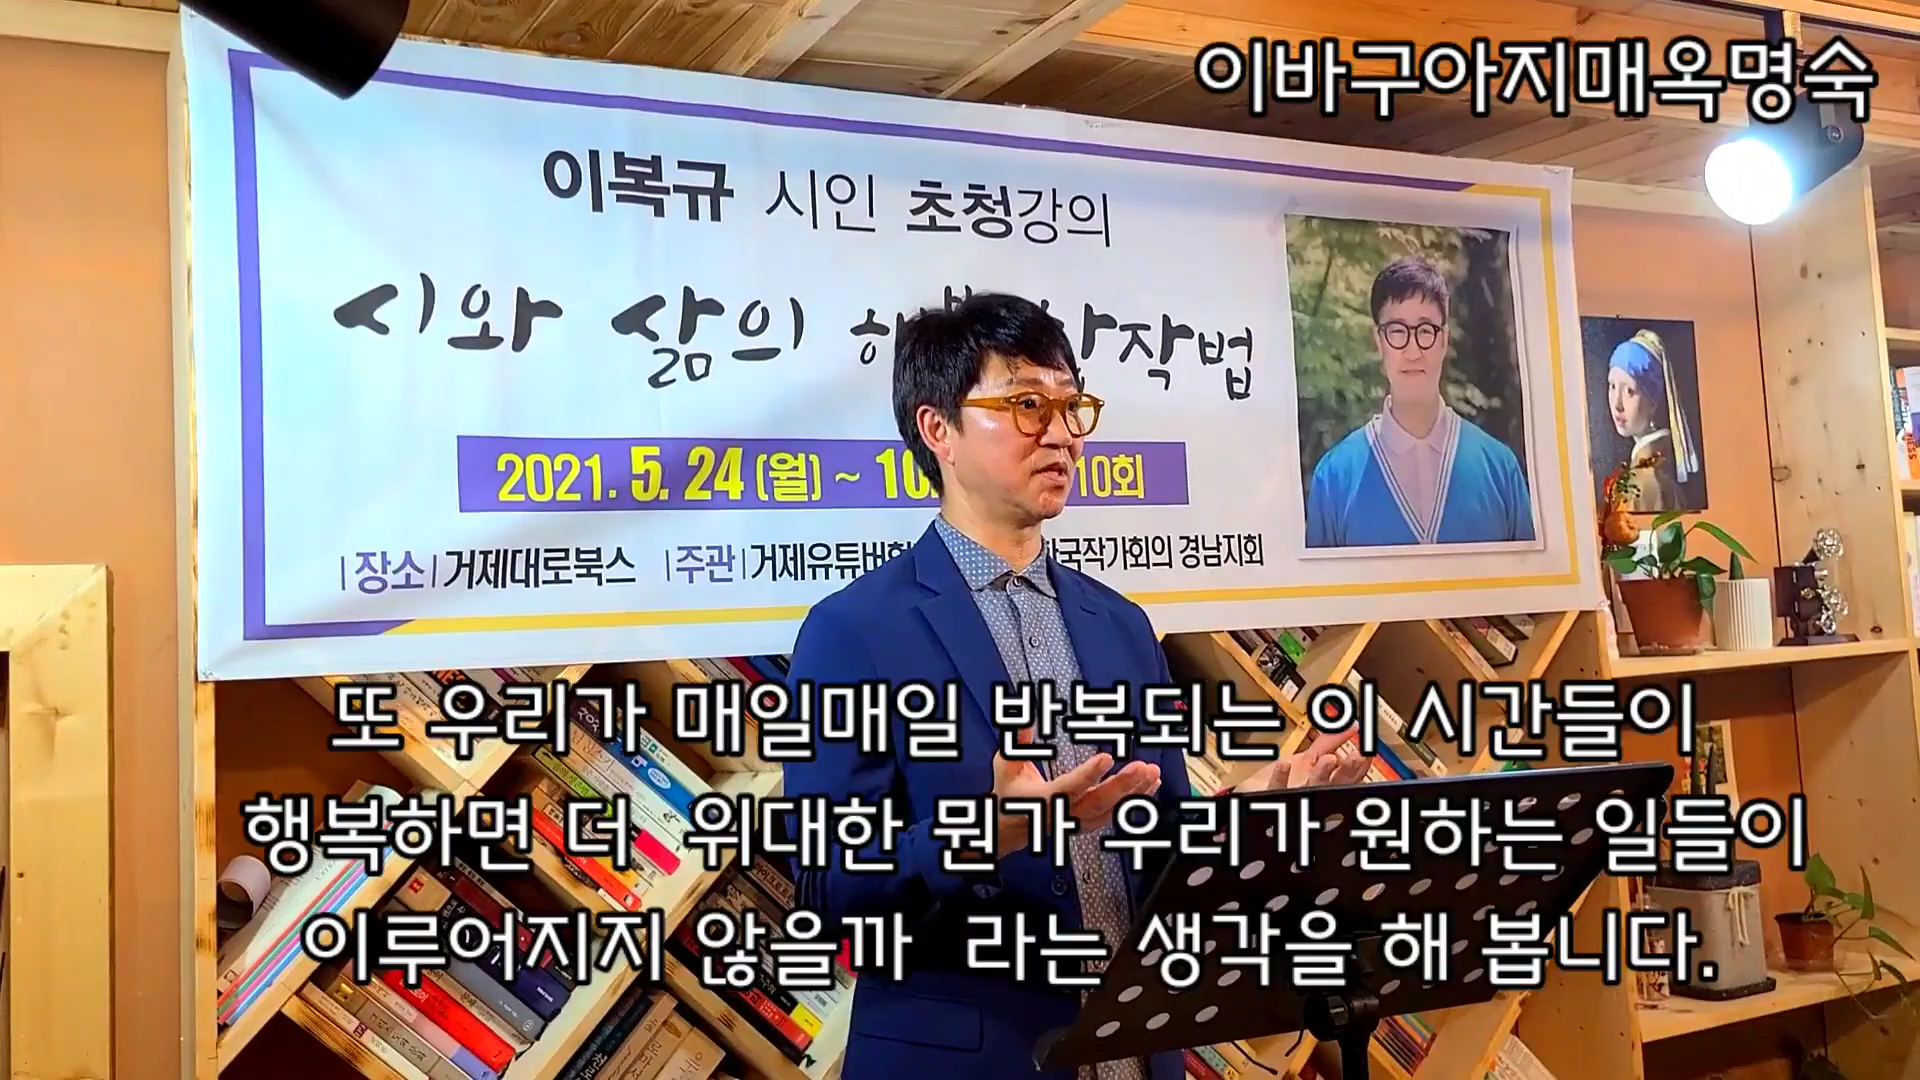 이바구아지매옥명숙
이복규 시인 초청강의
시와 삶의
작법
2021. 5. 24 (월) ~ 10회
장소 거제대로북스 주관 거제유튜버 작가회의 경남지회
또 우리가 매일매일 반복되는 이 시간들이
행복하면 더 위대한 뭔가 우리가 원하는 일들이
이루어지지 않을까 라는 생각을 해 봅니다.